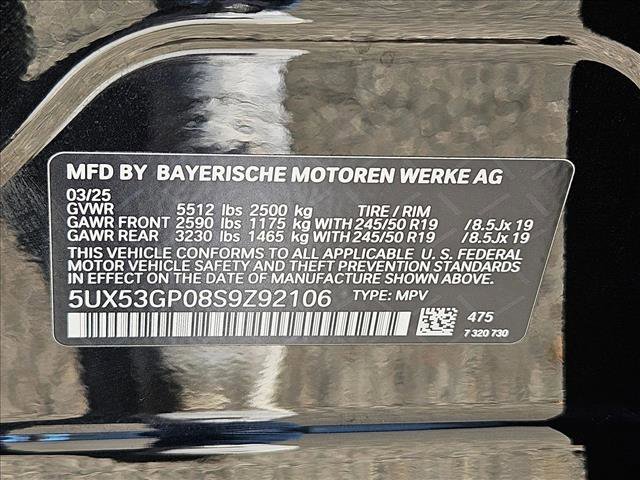 MFD BY BAYERISCHE MOTOREN WERKE AG
03/25
GVWR 5512 lbs 2500 kg TIRE / RIM
GAWR FRONT 2590 lbs 1175 kg WITH 245/50 R19 /8.5Jx 19
GAWR REAR 3230 lbs 1465 kg WITH 245/50 R19 /8.5Jx 19
THIS VEHICLE CONFORMS TO ALL APPLICABLE U. S. FEDERAL
MOTOR VEHICLE SAFETY, BUMPER, AND THEFT PREVENTION STANDARDS
IN EFFECT ON THE DATE OF MANUFACTURE SHOWN ABOVE.
5UX53GP08S9Z92106 TYPE: MPV
475
7 320 730